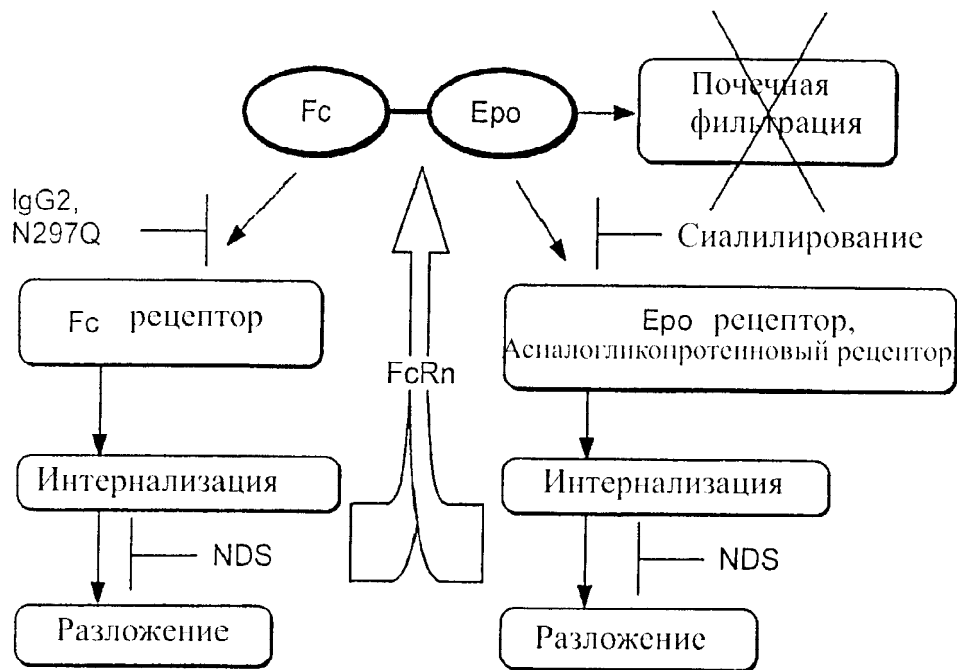 Fc
Epo
Почечная
фильтрация
IgG2,
N297Q
Сиалилирование
Fc рецептор
Epo рецептор,
Асиалогликопротеиновый рецептор
FcRn
Интернализация
Интернализация
NDS
NDS
Разложение
Разложение